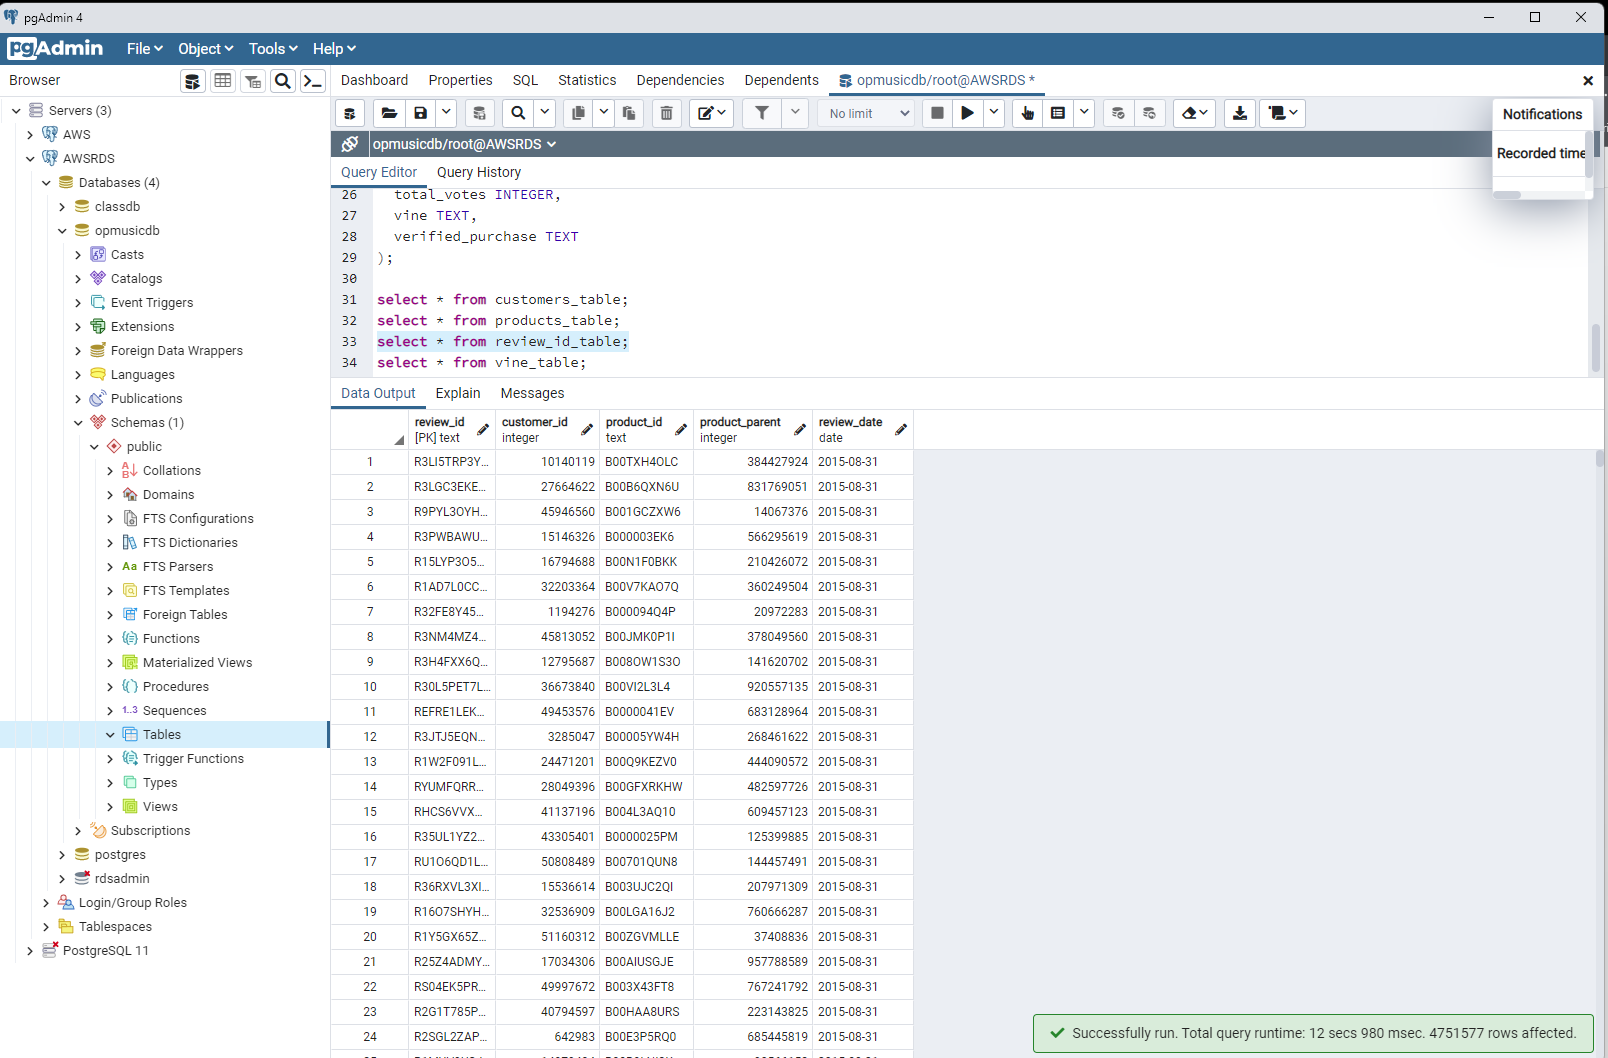 pgAdmin 4
pgAdmin File Object Tools Help
Browser
Dashboard Properties SQL Statistics Dependencies Dependents opmusicdb/root@AWSRDS *
No limit
Notifications
Recorded time
opmusicdb/root@AWSRDS
Query Editor Query History
Servers (3)
AWS
AWSRDS
Databases (4)
classdb
opmusicdb
Casts
Catalogs
Event Triggers
Extensions
Foreign Data Wrappers
Languages
Publications
Schemas (1)
public
Collations
Domains
FTS Configurations
FTS Dictionaries
Aa FTS Parsers
FTS Templates
Foreign Tables
Functions
Materialized Views
Procedures
1..3 Sequences
Tables
Trigger Functions
Types
Views
Subscriptions
postgres
rdsadmin
Login/Group Roles
Tablespaces
PostgreSQL 11
26 total_votes INTEGER,
27 vine TEXT,
28 verified_purchase TEXT
29 );
30
31 select * from customers_table;
32 select * from products_table;
33 select * from review_id_table;
34 select * from vine_table;
Data Output Explain Messages
review_id customer_id product_id product_parent review_date
[PK] text integer text integer date
1 R3LI5TRP3Y... 10140119 B00TXH4OLC 384427924 2015-08-31
2 R3LGC3EKE... 27664622 B00B6QXN6U 831769051 2015-08-31
3 R9PYL3OYH... 45946560 B001GCZXW6 14067376 2015-08-31
4 R3PWBAWU... 15146326 B000003EK6 566295619 2015-08-31
5 R15LYP3O5... 16794688 B00N1F0BKK 210426072 2015-08-31
6 R1AD7L0CC... 32203364 B00V7KAO7Q 360249504 2015-08-31
7 R32FE8Y45... 1194276 B000094Q4P 20972283 2015-08-31
8 R3NM4MZ4... 45813052 B00JMK0P1I 378049560 2015-08-31
9 R3H4FXX6Q... 12795687 B008OW1S3O 141620702 2015-08-31
10 R30L5PET7L... 36673840 B00VI2L3L4 920557135 2015-08-31
11 REFRE1LEK... 49453576 B0000041EV 683128964 2015-08-31
12 R3JTJ5EQN... 3285047 B00005YW4H 268461622 2015-08-31
13 R1W2F091L... 24471201 B00Q9KEZV0 444090572 2015-08-31
14 RYUMFQRR... 28049396 B00GFXRKHW 482597726 2015-08-31
15 RHCS6VVX... 41137196 B004L3AQ10 609457123 2015-08-31
16 R35UL1YZ2... 43305401 B0000025PM 125399885 2015-08-31
17 RU1O6QD1L... 50808489 B00701QUN8 144457491 2015-08-31
18 R36RXVL3XI... 15536614 B003UJC2QI 207971309 2015-08-31
19 R16O7SHYH... 32536909 B00LGA16J2 760666287 2015-08-31
20 R1Y5GX65Z... 51160312 B00ZGVMLLE 37408836 2015-08-31
21 R25Z4ADMY... 17034306 B00AIUSGJE 957788589 2015-08-31
22 RS04EK5PR... 49997672 B003X43FT8 767241792 2015-08-31
23 R2G1T785P... 40794597 B00HAA8URS 223143825 2015-08-31
24 R2SGL2ZAP... 642983 B00E3P5RQ0 685445819 2015-08-31
Successfully run. Total query runtime: 12 secs 980 msec. 4751577 rows affected.